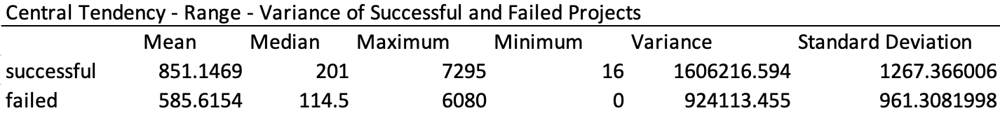 Central Tendency - Range - Variance of Successful and Failed Projects
Mean Median Maximum Minimum Variance Standard Deviation
successful 851.1469 201 7295 16 1606216.594 1267.366006
failed 585.6154 114.5 6080 0 924113.455 961.3081998